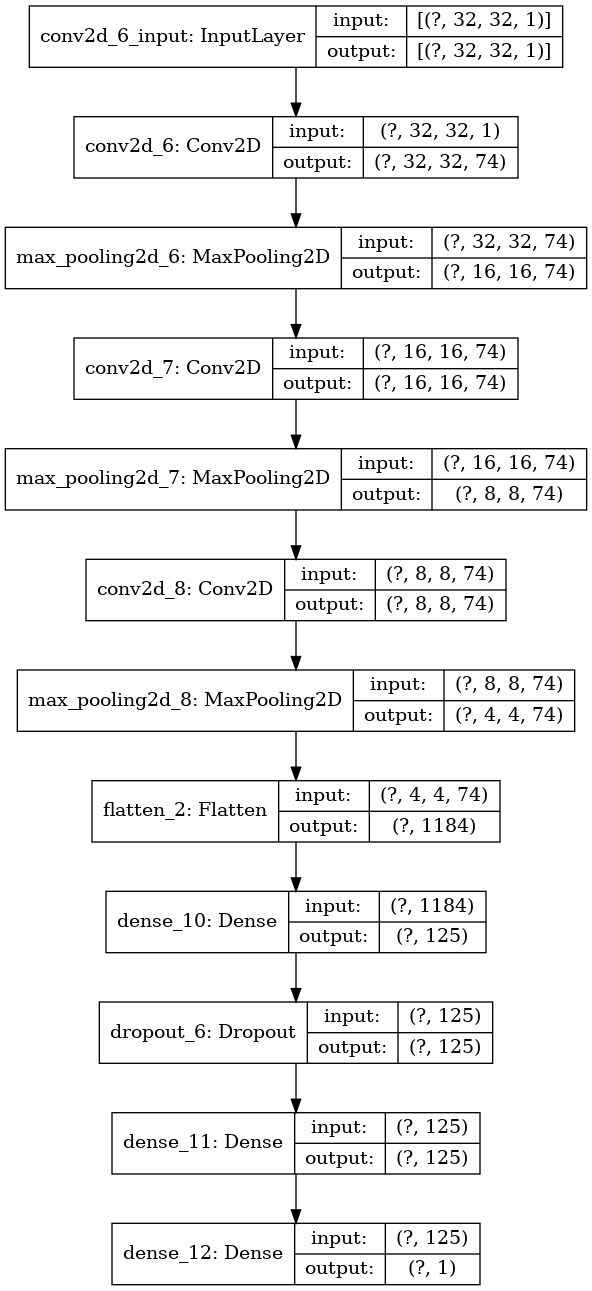 conv2d_6_input: InputLayer
input:
[(?, 32, 32, 1)]
output:
[(?, 32, 32, 1)]
conv2d_6: Conv2D
input:
(?, 32, 32, 1)
output:
(?, 32, 32, 74)
max_pooling2d_6: MaxPooling2D
input:
(?, 32, 32, 74)
output:
(?, 16, 16, 74)
conv2d_7: Conv2D
input:
(?, 16, 16, 74)
output:
(?, 16, 16, 74)
max_pooling2d_7: MaxPooling2D
input:
(?, 16, 16, 74)
output:
(?, 8, 8, 74)
conv2d_8: Conv2D
input:
(?, 8, 8, 74)
output:
(?, 8, 8, 74)
max_pooling2d_8: MaxPooling2D
input:
(?, 8, 8, 74)
output:
(?, 4, 4, 74)
flatten_2: Flatten
input:
(?, 4, 4, 74)
output:
(?, 1184)
dense_10: Dense
input:
(?, 1184)
output:
(?, 125)
dropout_6: Dropout
input:
(?, 125)
output:
(?, 125)
dense_11: Dense
input:
(?, 125)
output:
(?, 125)
dense_12: Dense
input:
(?, 125)
output:
(?, 1)